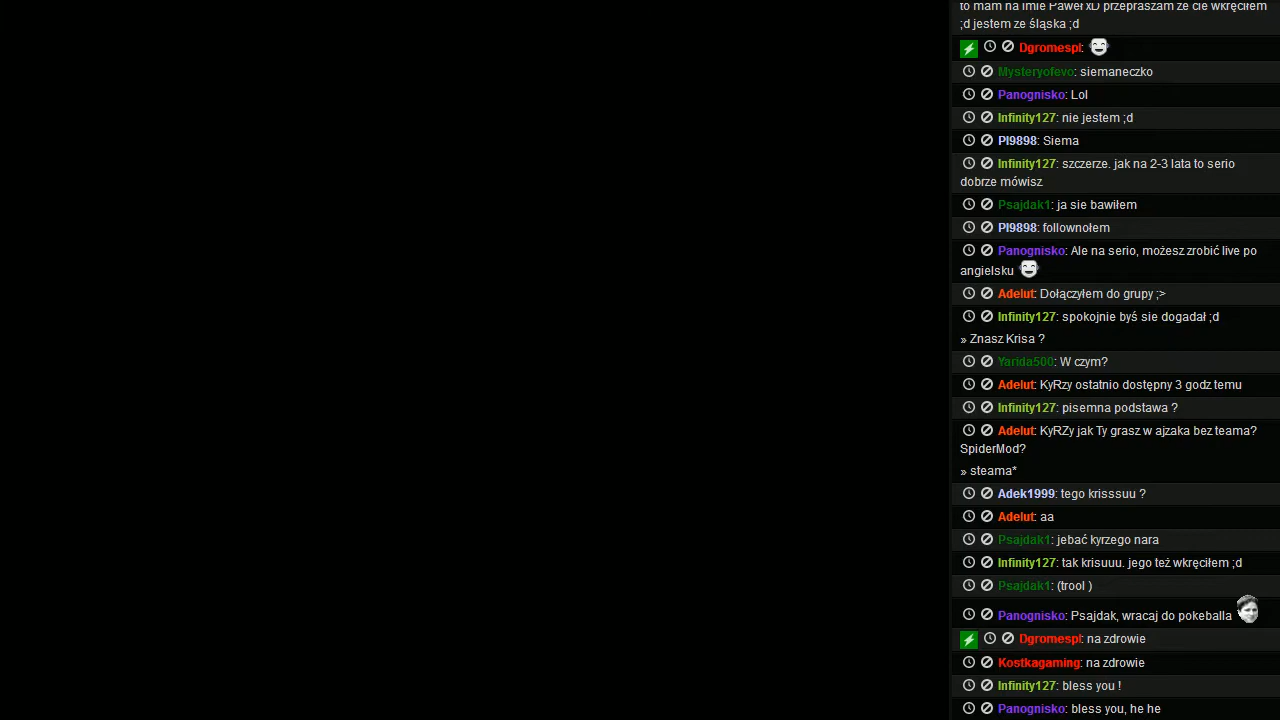 to mam na imie Paweł xD przepraszam że cie wkręciłem
;d jestem ze śląska ;d
Dgromespl:
Mysteryofevo: siemaneczko
Panognisko: Lol
Infinity127: nie jestem ;d
Pl9898: Siema
Infinity127: szczerze. jak na 2-3 lata to serio
dobrze mówisz
Psajdak1: ja sie bawiłem
Pl9898: follownołem
Panognisko: Ale na serio, możesz zrobić live po
angielsku
Adelut: Dołączyłem do grupy ;>
Infinity127: spokojnie byś sie dogadał ;d
» Znasz Krisa ?
Yarida500: W czym?
Adelut: KyRzy ostatnio dostępny 3 godz temu
Infinity127: pisemna podstawa ?
Adelut: KyRZy jak Ty grasz w ajzaka bez teama?
SpiderMod?
» steama*
Adek1999: tego krisssuu ?
Adelut: aa
Psajdak1: jebać kyrzego nara
Infinity127: tak krisuuu. jego też wkręciłem ;d
Psajdak1: (trool )
Panognisko: Psajdak, wracaj do pokeballa
Dgromespl: na zdrowie
Kostkagaming: na zdrowie
Infinity127: bless you !
Panognisko: bless you, he he